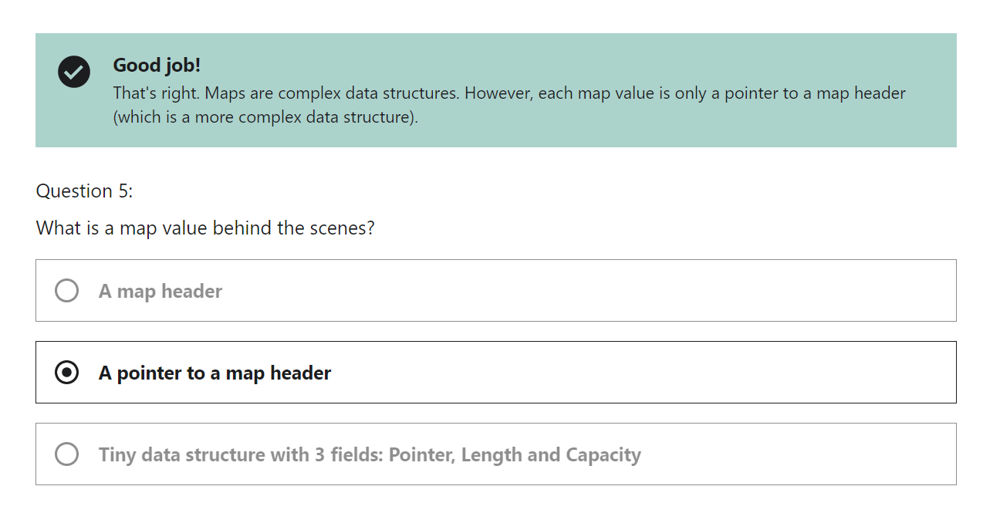 Good job!
That's right. Maps are complex data structures. However, each map value is only a pointer to a map header
(which is a more complex data structure).
Question 5:
What is a map value behind the scenes?
A map header
A pointer to a map header
Tiny data structure with 3 fields: Pointer, Length and Capacity